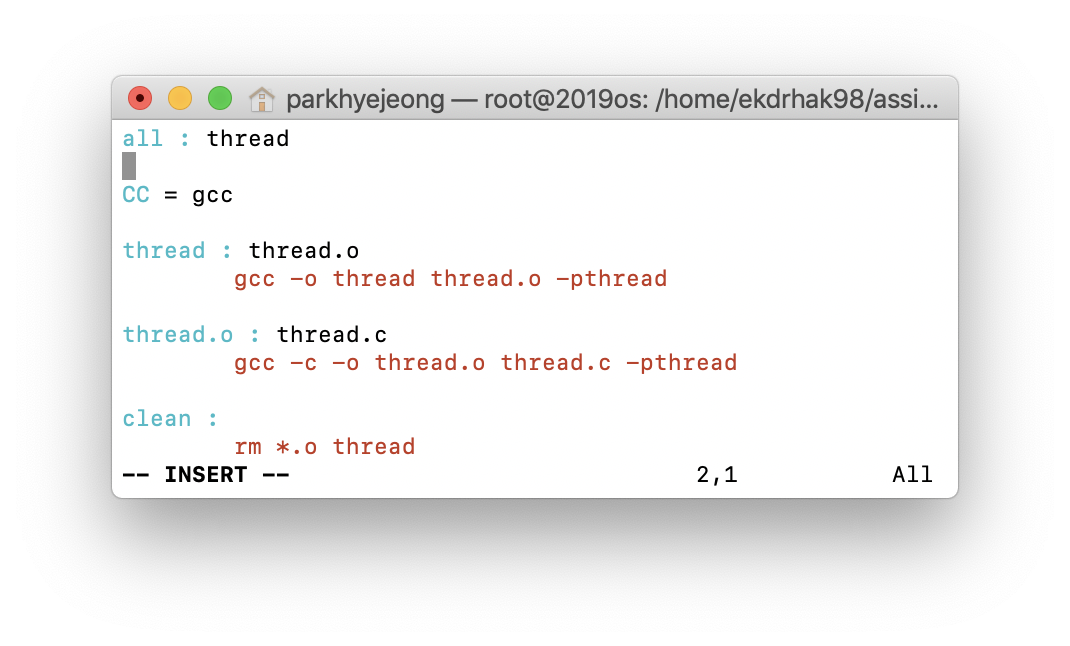 parkhyejeong — root@2019os: /home/ekdrhak98/assi...
all : thread
CC = gcc
thread : thread.o
gcc -o thread thread.o -pthread
thread.o : thread.c
gcc -c -o thread.o thread.c -pthread
clean :
rm *.o thread
-- INSERT -- 2,1 All